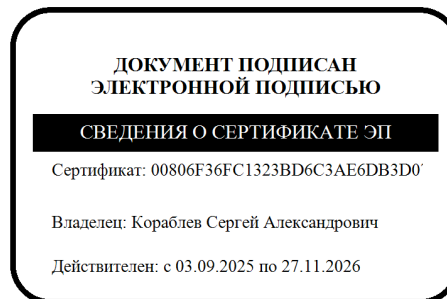 ДОКУМЕНТ ПОДПИСАН
ЭЛЕКТРОННОЙ ПОДПИСЬЮ
СВЕДЕНИЯ О СЕРТИФИКАТЕ ЭП
Сертификат: 00806F36FC1323BD6C3AE6DB3D0
Владелец: Кораблев Сергей Александрович
Действителен: с 03.09.2025 по 27.11.2026